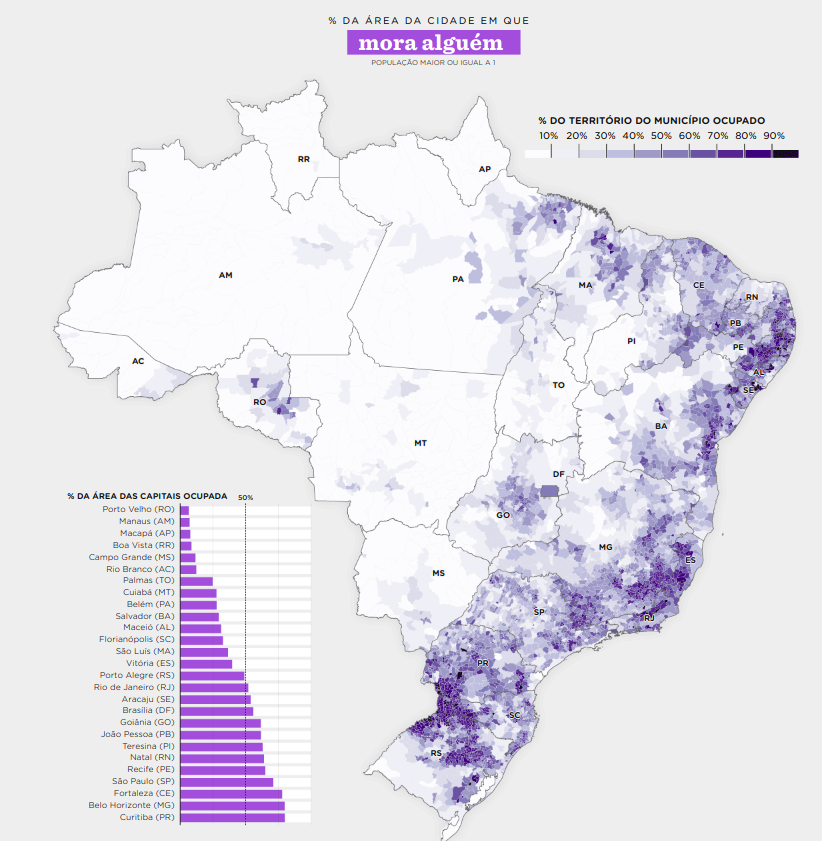 % DA ÁREA DA CIDADE EM QUE
mora alguém
POPULAÇÃO MAIOR OU IGUAL A 1
% DO TERRITÓRIO DO MUNICÍPIO OCUPADO
10% 20% 30% 40% 50% 60% 70% 80% 90%
RR
AP
AM
PA
MA
CE
RN
PB
PI
PE
AC
TO
AL
SE
RO
BA
MT
DF
GO
MG
ES
MS
SP
RJ
PR
SC
RS
% DA ÁREA DAS CAPITAIS OCUPADA 50%
Porto Velho (RO)
Manaus (AM)
Macapá (AP)
Boa Vista (RR)
Campo Grande (MS)
Rio Branco (AC)
Palmas (TO)
Cuiabá (MT)
Belém (PA)
Salvador (BA)
Maceió (AL)
Florianópolis (SC)
São Luís (MA)
Vitória (ES)
Porto Alegre (RS)
Rio de Janeiro (RJ)
Aracaju (SE)
Brasília (DF)
Goiânia (GO)
João Pessoa (PB)
Teresina (PI)
Natal (RN)
Recife (PE)
São Paulo (SP)
Fortaleza (CE)
Belo Horizonte (MG)
Curitiba (PR)